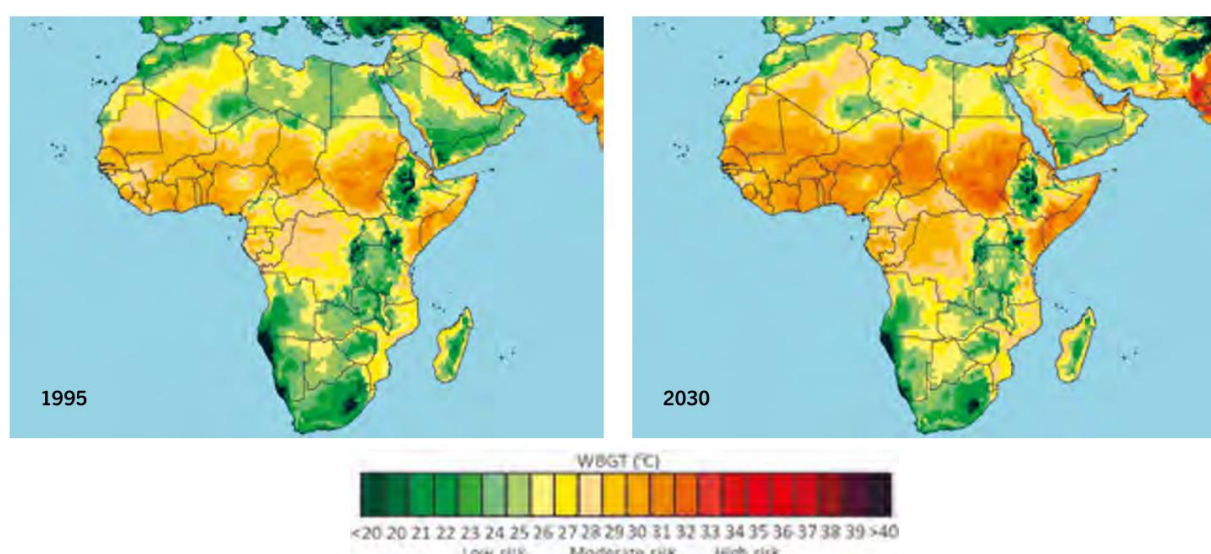 1995
2030
WBGT (°C)
<20 20 21 22 23 24 25 26 27 28 29 30 31 32 33 34 35 36 37 38 39 >40
Low risk Moderate risk High risk